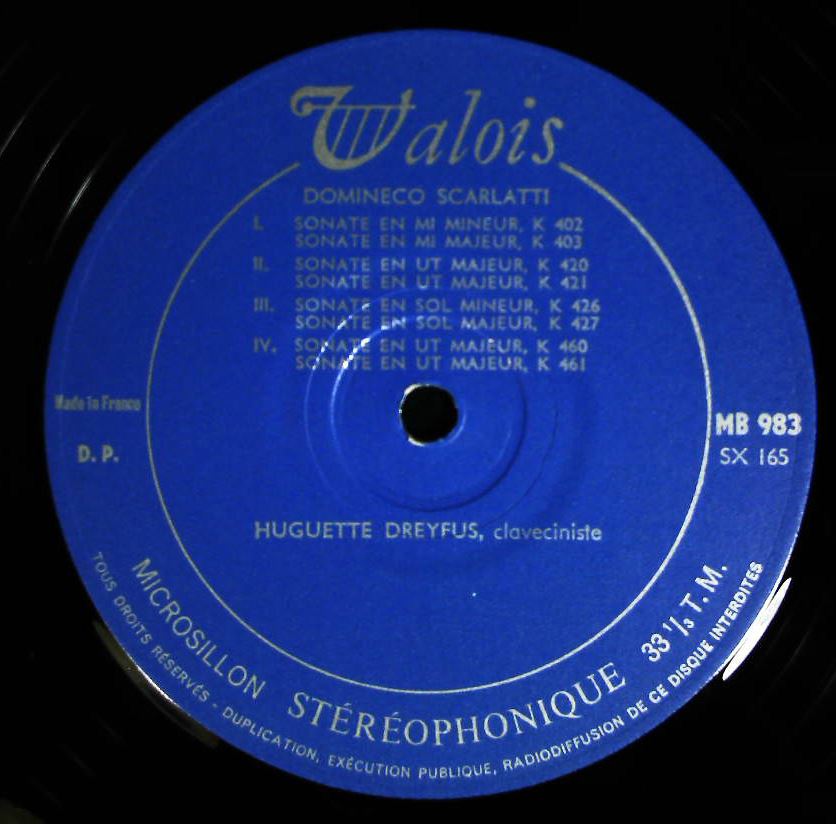 Valois
DOMINECO SCARLATTI
I. SONATE EN MI MINEUR, K 402
SONATE EN MI MAJEUR, K 403
II. SONATE EN UT MAJEUR, K 420
SONATE EN UT MAJEUR, K 421
III. SONATE EN SOL MINEUR, K 426
SONATE EN SOL MAJEUR, K 427
IV. SONATE EN UT MAJEUR, K 460
SONATE EN UT MAJEUR, K 461
Made in France
D. P.
MB 983
SX 165
HUGUETTE DREYFUS, claveciniste
MICROSILLON STÉRÉOPHONIQUE 33 1/3 T. M.
TOUS DROITS RÉSERVÉS - DUPLICATION, EXÉCUTION PUBLIQUE, RADIODIFFUSION DE CE DISQUE INTERDITES